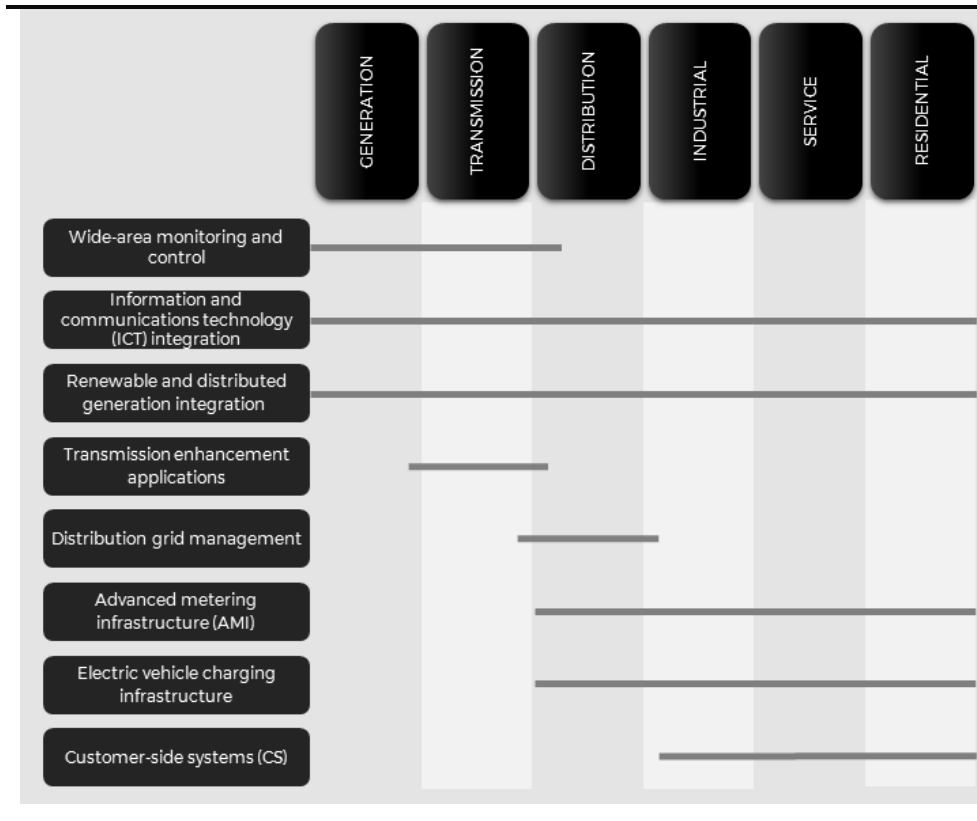 GENERATION
TRANSMISSION
DISTRIBUTION
INDUSTRIAL
SERVICE
RESIDENTIAL
Wide-area monitoring and
control
Information and
communications technology
(ICT) integration
Renewable and distributed
generation integration
Transmission enhancement
applications
Distribution grid management
Advanced metering
infrastructure (AMI)
Electric vehicle charging
infrastructure
Customer-side systems (CS)